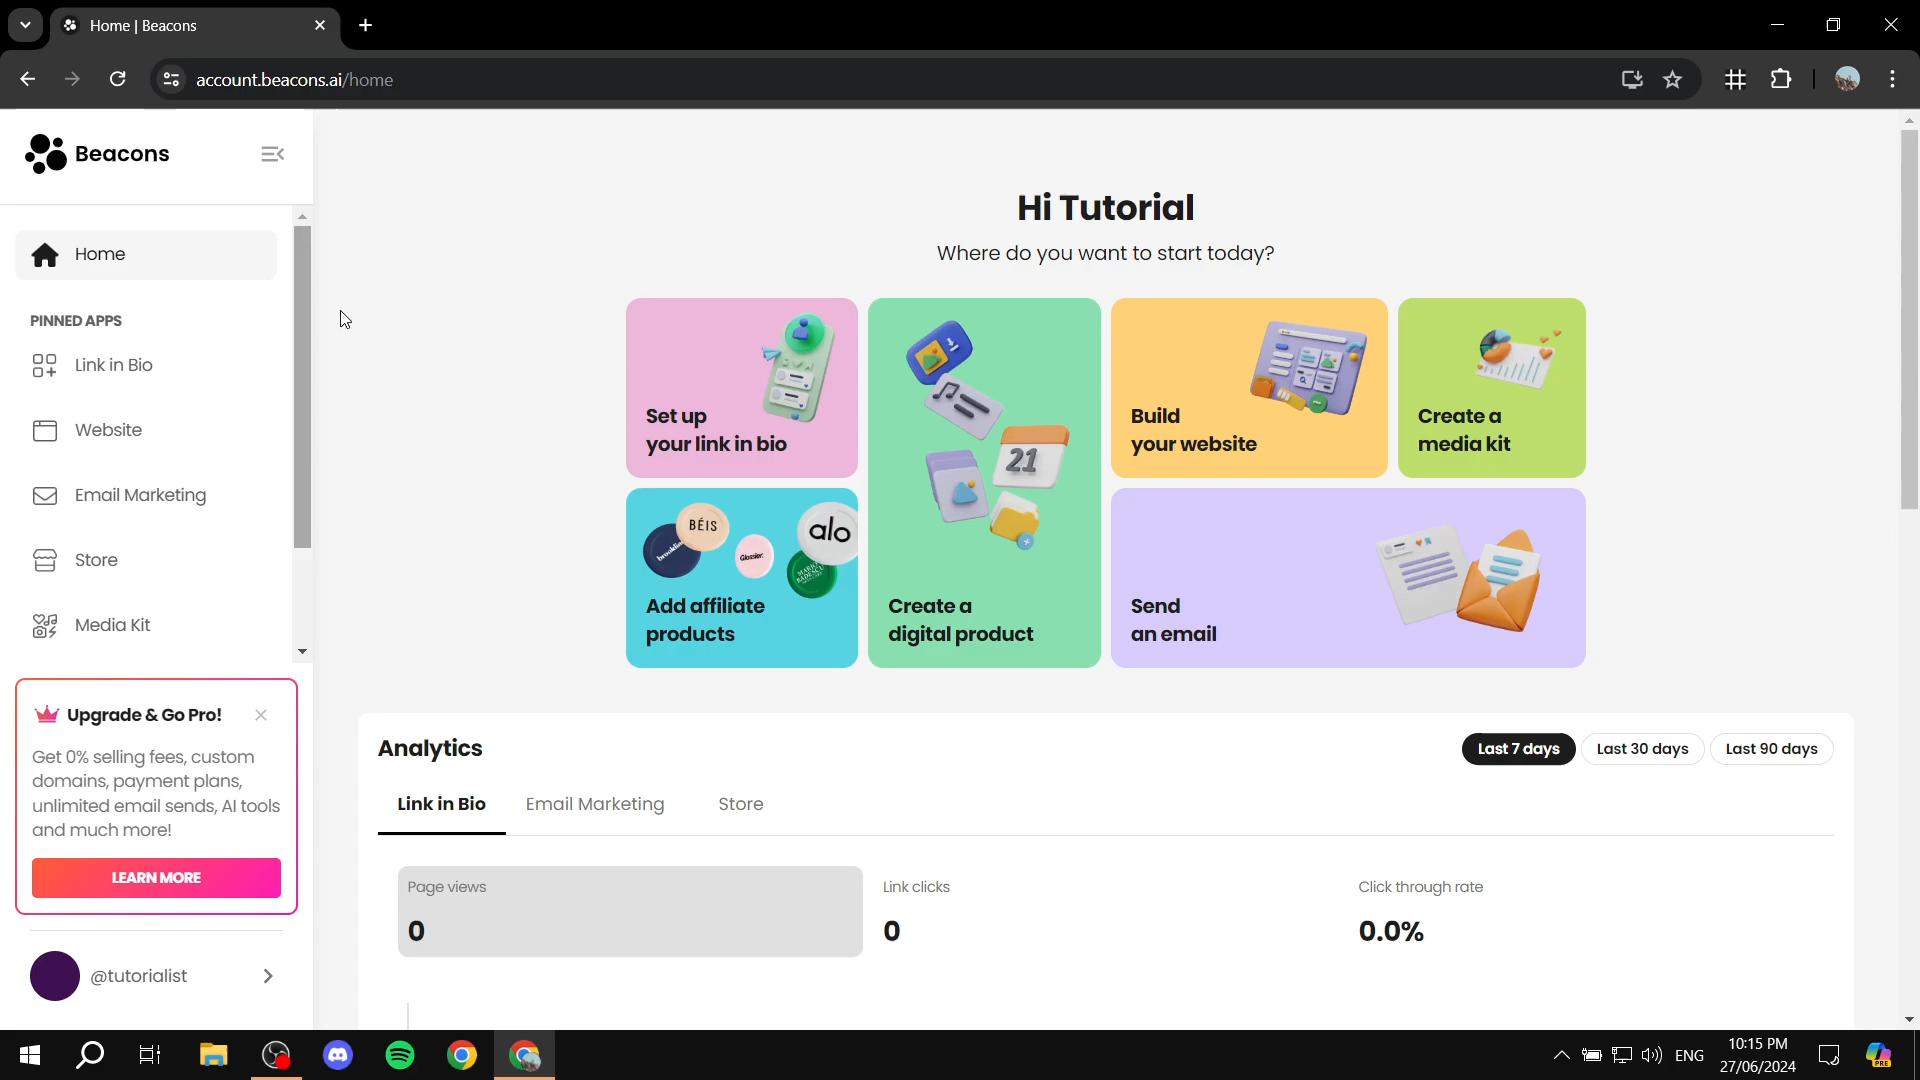 Home | Beacons
account.beacons.ai/home
Beacons
Home
PINNED APPS
Link in Bio
Website
Email Marketing
Store
Media Kit
Upgrade & Go Pro!
Get 0% selling fees, custom
domains, payment plans,
unlimited email sends, AI tools
and much more!
LEARN MORE
@tutorialist
Hi Tutorial
Where do you want to start today?
Set up
your link in bio
21
Create a
digital product
Build
your website
Create a
media kit
BÉIS
alo
Glossier.
Add affiliate
products
Send
an email
Analytics
Last 7 days
Last 30 days
Last 90 days
Link in Bio
Email Marketing
Store
Page views
0
Link clicks
0
Click through rate
0.0%
ENG
10:15 PM
27/06/2024
PRE